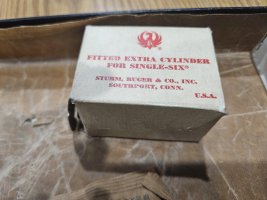 FITTED EXTRA CYLINDER
FOR SINGLE-SIX®
STURM, RUGER & CO., INC.
SOUTHPORT, CONN.
U.S.A.